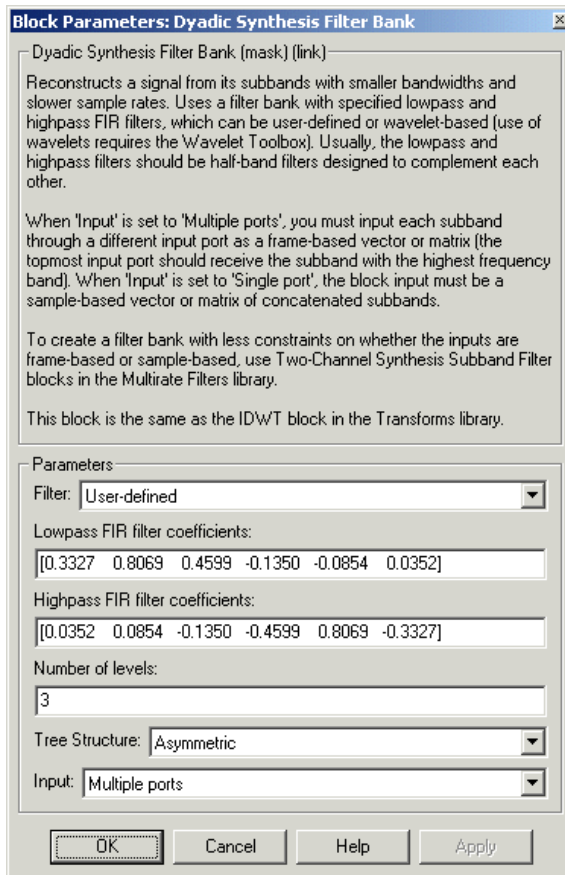 Block Parameters: Dyadic Synthesis Filter Bank
Dyadic Synthesis Filter Bank (mask) (link)
Reconstructs a signal from its subbands with smaller bandwidths and
slower sample rates. Uses a filter bank with specified lowpass and
highpass FIR filters, which can be user-defined or wavelet-based (use of
wavelets requires the Wavelet Toolbox). Usually, the lowpass and
highpass filters should be half-band filters designed to complement each
other.
When 'Input' is set to 'Multiple ports', you must input each subband
through a different input port as a frame-based vector or matrix (the
topmost input port should receive the subband with the highest frequency
band). When 'Input' is set to 'Single port', the block input must be a
sample-based vector or matrix of concatenated subbands.
To create a filter bank with less constraints on whether the inputs are
frame-based or sample-based, use Two-Channel Synthesis Subband Filter
blocks in the Multirate Filters library.
This block is the same as the IDWT block in the Transforms library.
Parameters
Filter: User-defined
Lowpass FIR filter coefficients:
[0.3327 0.8069 0.4599 -0.1350 -0.0854 0.0352]
Highpass FIR filter coefficients:
[0.0352 0.0854 -0.1350 -0.4599 0.8069 -0.3327]
Number of levels:
3
Tree Structure: Asymmetric
Input: Multiple ports
OK Cancel Help Apply